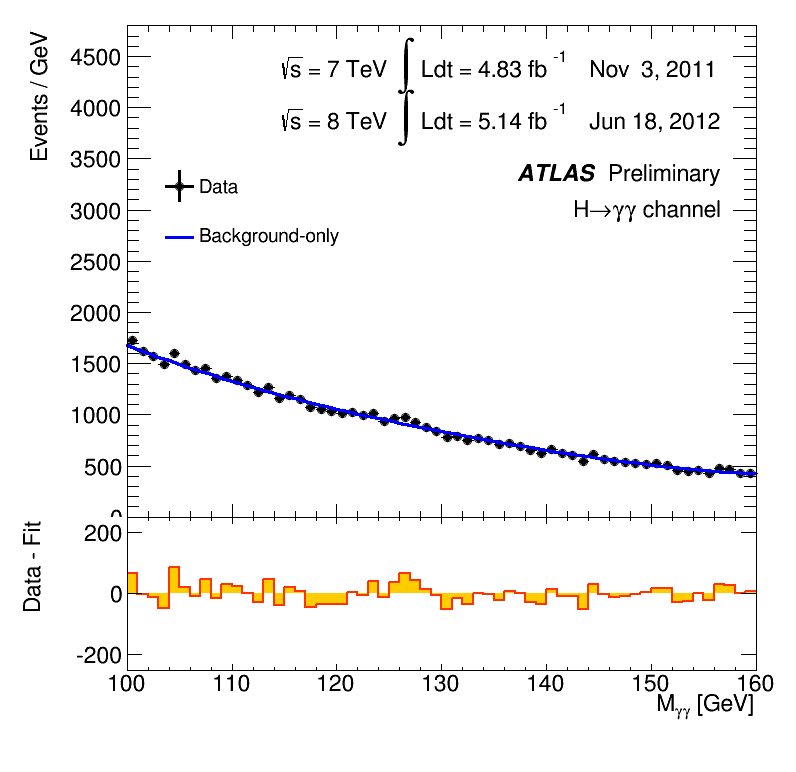 Events / GeV
4500
4000
3500
3000
2500
2000
1500
1000
500
0
√s = 7 TeV ∫ Ldt = 4.83 fb⁻¹ Nov 3, 2011
√s = 8 TeV ∫ Ldt = 5.14 fb⁻¹ Jun 18, 2012
ATLAS Preliminary
H→γγ channel
Data
Background-only
Data - Fit
200
0
-200
100 110 120 130 140 150 160
Mγγ [GeV]